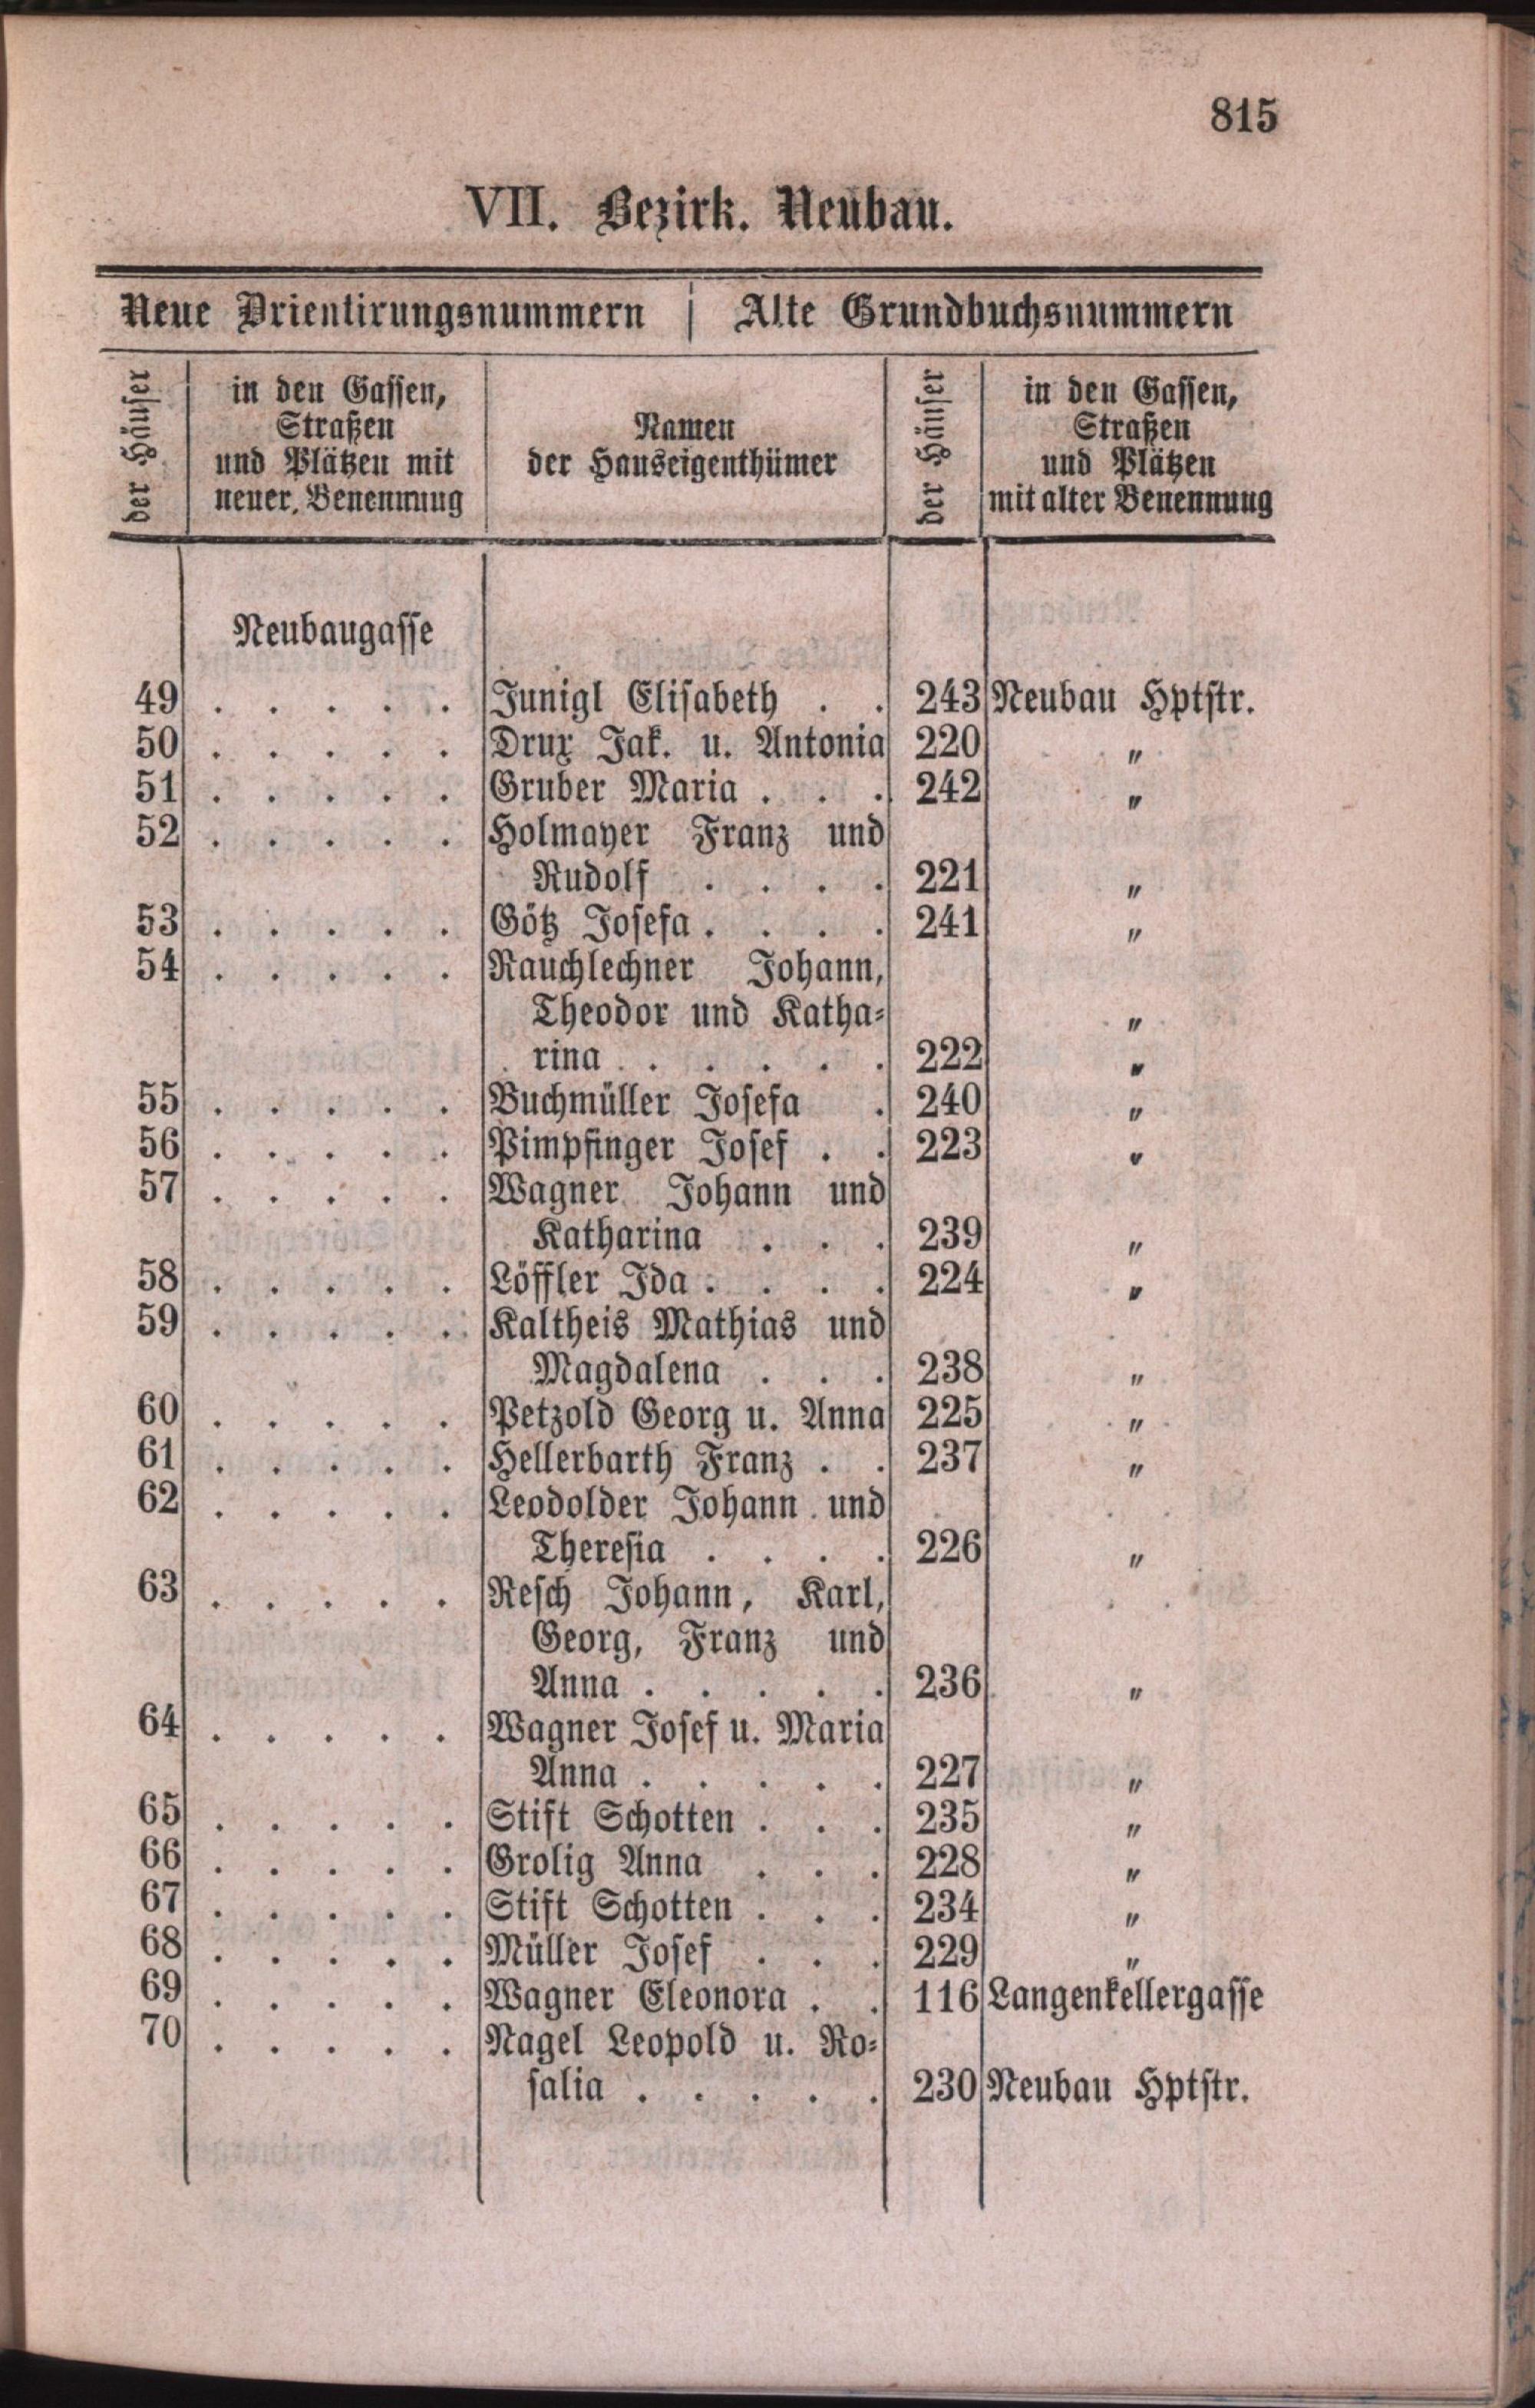 815
VII. Bezirk. Neubau.
Neue Orientirungsnummern | Alte Grundbuchsnummern
der Häuser
in den Gassen,
Straßen
und Plätzen mit
neuer Benennung
Namen
der Hauseigenthümer
der Häuser
in den Gassen,
Straßen
und Plätzen
mit alter Benennung
Neubaugasse
49 . . . . . Junigl Elisabeth . . 243 Neubau Hptstr.
50 . . . . . Drux Jak. u. Antonia 220 „
51 . . . . . Gruber Maria . . . 242 „
52 . . . . . Holmayer Franz und
Rudolf . . . . 221 „
53 . . . . . Götz Josefa . . . . 241 „
54 . . . . . Rauchlechner Johann,
Theodor und Katha- „
rina . . . . . 222 „
55 . . . . . Buchmüller Josefa . 240 „
56 . . . . . Pimpfinger Josef . . 223 „
57 . . . . . Wagner Johann und
Katharina . . . 239 „
58 . . . . . Löffler Ida . . . . 224 „
59 . . . . . Kaltheis Mathias und
Magdalena . . . 238 „
60 . . . . . Petzold Georg u. Anna 225 „
61 . . . . . Hellerbarth Franz . . 237 „
62 . . . . . Leodolder Johann und
Theresia . . . . 226 „
63 . . . . . Resch Johann, Karl,
Georg, Franz und
Anna . . . . . 236 „
64 . . . . . Wagner Josef u. Maria
Anna . . . . . 227 „
65 . . . . . Stift Schotten . . . 235 „
66 . . . . . Grolig Anna . . . 228 „
67 . . . . . Stift Schotten . . . 234 „
68 . . . . . Müller Josef . . . 229 „
69 . . . . . Wagner Eleonora . . 116 Langenkellergasse
70 . . . . . Nagel Leopold u. Ro-
salia . . . . . 230 Neubau Hptstr.